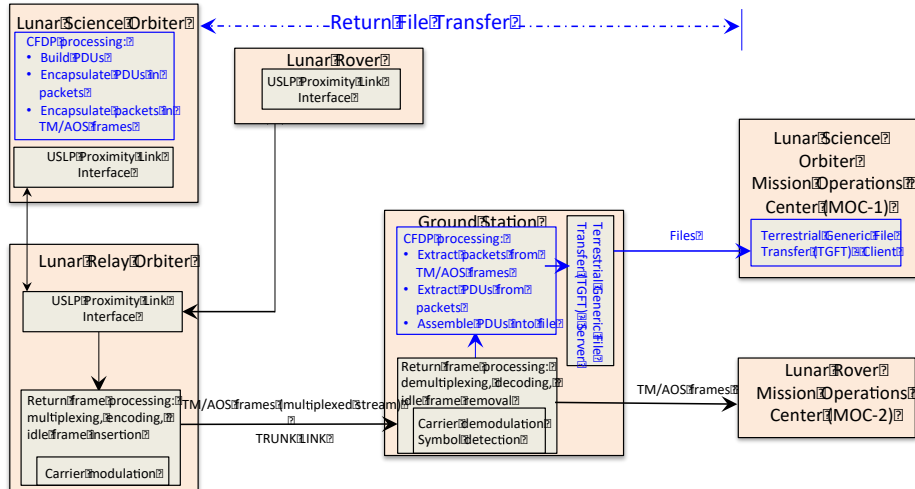 Lunar Science Orbiter
CFDP processing:
• Build PDUs
• Encapsulate PDUs in
packets
• Encapsulate packets in
TM/AOS frames
USLP Proximity Link
Interface
Return File Transfer
Lunar Rover
USLP Proximity Link
Interface
Lunar Science
Orbiter
Mission Operations
Center (MOC-1)
Terrestrial Generic File
Transfer (TGFT) Client
Files
Ground Station
CFDP processing:
• Extract packets from
TM/AOS frames
• Extract PDUs from
packets
• Assemble PDUs into file
Terrestrial Generic File
Transfer (TGFT) Server
Return frame processing:
demultiplexing, decoding,
idle frame removal
Carrier demodulation
Symbol detection
Lunar Relay Orbiter
USLP Proximity Link
Interface
Return frame processing:
multiplexing, encoding,
idle frame insertion
Carrier modulation
TM/AOS frames (multiplexed stream)
TRUNK LINK
TM/AOS frames
Lunar Rover
Mission Operations
Center (MOC-2)